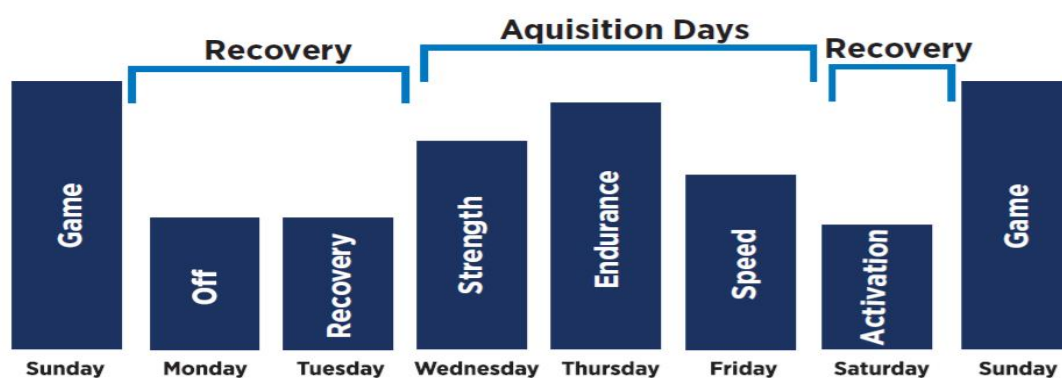 Recovery
Aquisition Days
Recovery
Game
Off
Recovery
Strength
Endurance
Speed
Activation
Game
Sunday
Monday
Tuesday
Wednesday
Thursday
Friday
Saturday
Sunday